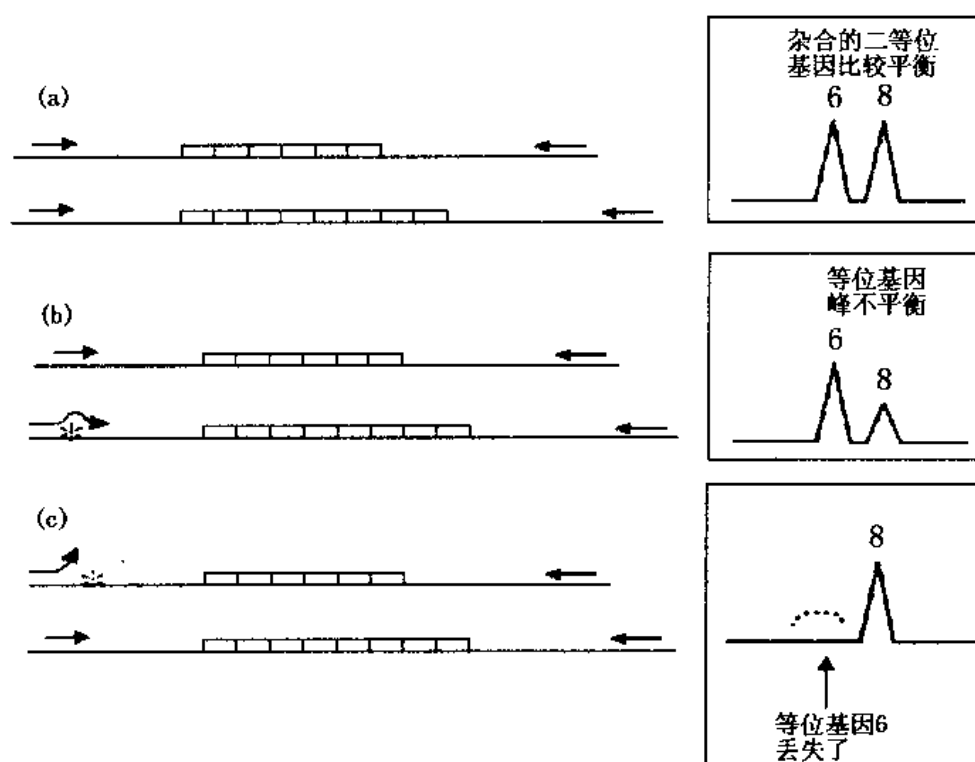 (a)
杂合的二等位
基因比较平衡
6 8
(b)
等位基因
峰不平衡
6
8
(c)
8
等位基因6
丢失了